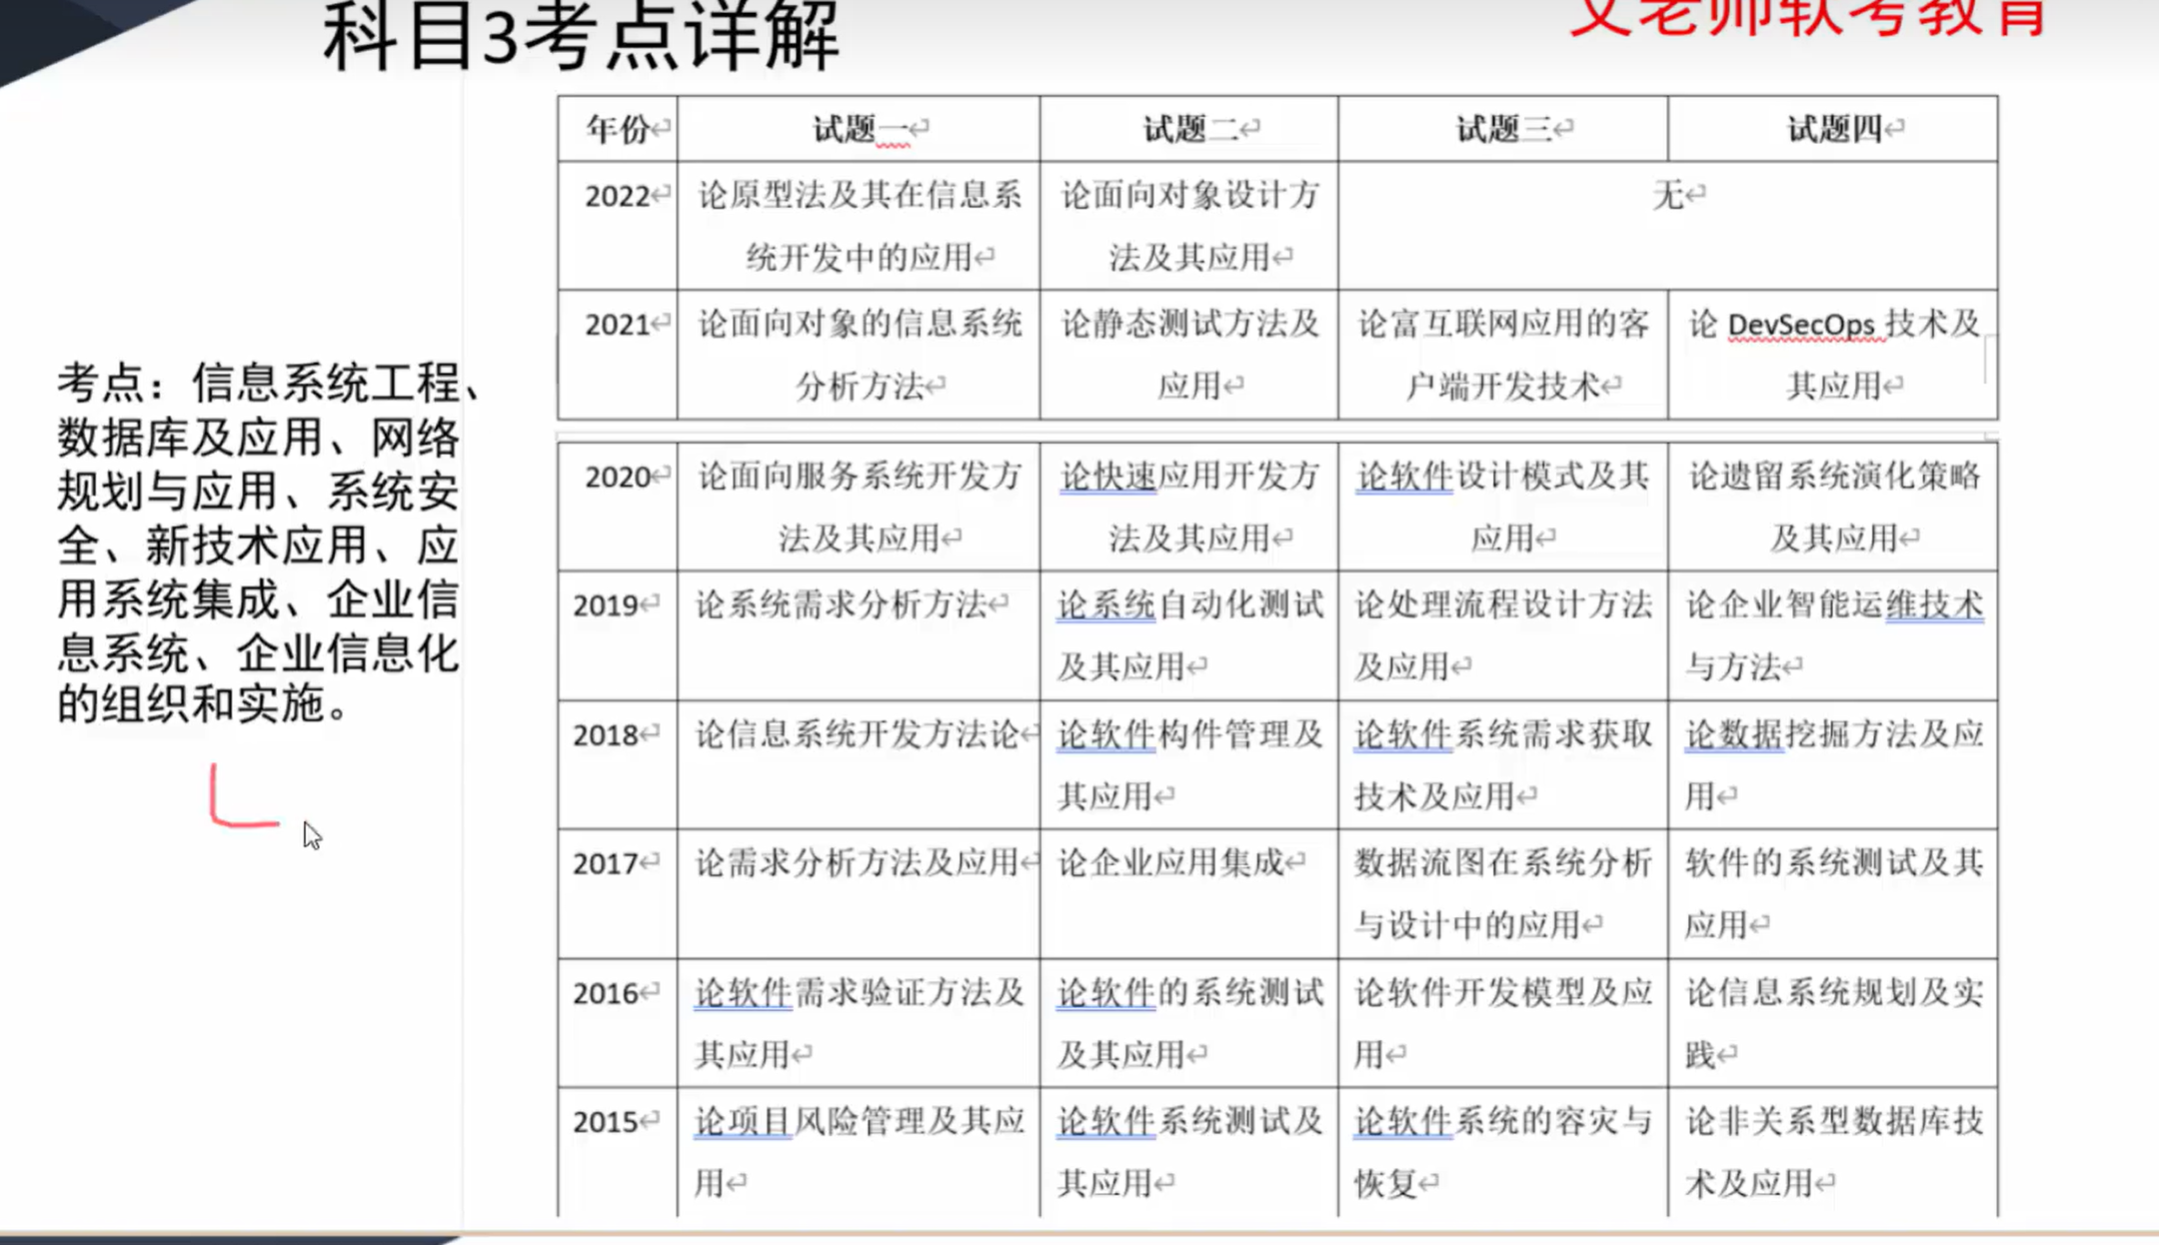 科目3考点详解
文老师软考教育
考点：信息系统工程、
数据库及应用、网络
规划与应用、系统安
全、新技术应用、应
用系统集成、企业信
息系统、企业信息化
的组织和实施。
年份 试题一 试题二 试题三 试题四
2022 论原型法及其在信息系 论面向对象设计方 无
统开发中的应用 法及其应用
2021 论面向对象的信息系统 论静态测试方法及 论富互联网应用的客 论 DevSecOps 技术及
分析方法 应用 户端开发技术 其应用
2020 论面向服务系统开发方 论快速应用开发方 论软件设计模式及其 论遗留系统演化策略
法及其应用 法及其应用 应用 及其应用
2019 论系统需求分析方法 论系统自动化测试 论处理流程设计方法 论企业智能运维技术
及其应用 及应用 与方法
2018 论信息系统开发方法论 论软件构件管理及 论软件系统需求获取 论数据挖掘方法及应
其应用 技术及应用 用
2017 论需求分析方法及应用 论企业应用集成 数据流图在系统分析 软件的系统测试及其
与设计中的应用 应用
2016 论软件需求验证方法及 论软件的系统测试 论软件开发模型及应 论信息系统规划及实
其应用 及其应用 用 践
2015 论项目风险管理及其应 论软件系统测试及 论软件系统的容灾与 论非关系型数据库技
用 其应用 恢复 术及应用